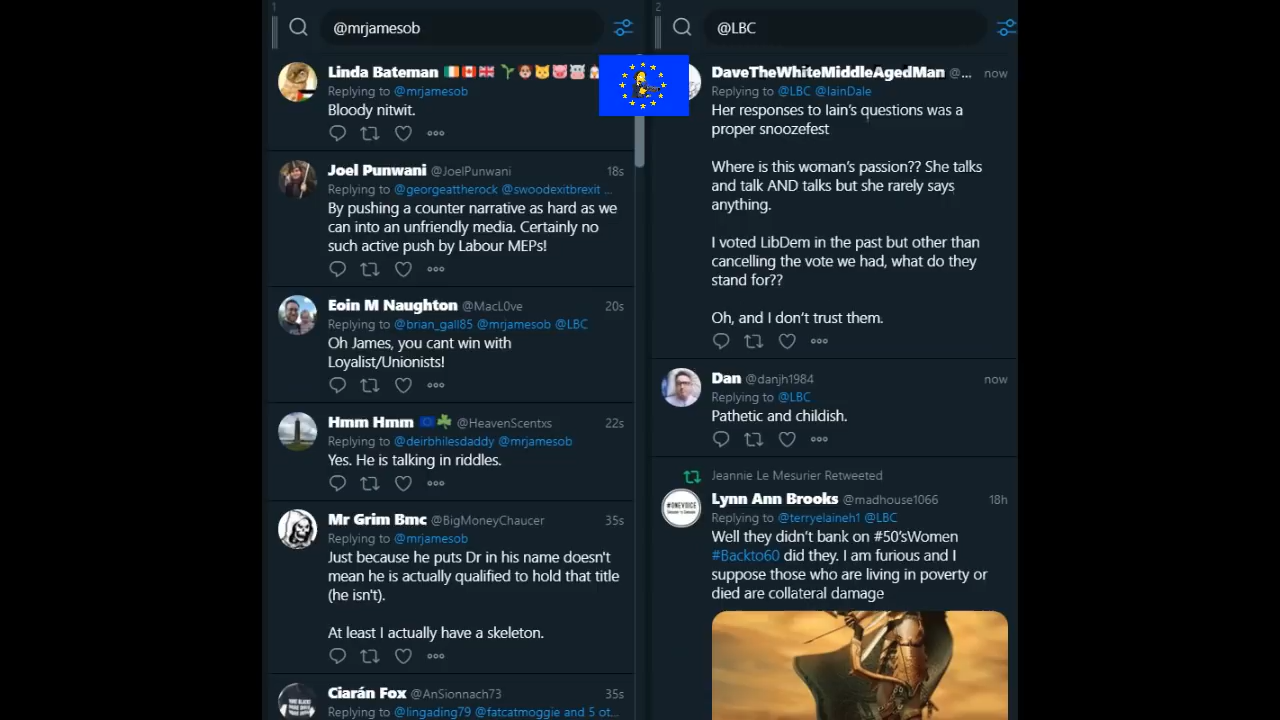 1
@mrjamesob
Linda Bateman
Replying to @mrjamesob
Bloody nitwit.
Joel Punwani @JoelPunwani 18s
Replying to @georgeattherock @swoodexitbrexit ...
By pushing a counter narrative as hard as we
can into an unfriendly media. Certainly no
such active push by Labour MEPs!
Eoin M Naughton @MacL0ve 20s
Replying to @brian_gall85 @mrjamesob @LBC
Oh James, you cant win with
Loyalist/Unionists!
Hmm Hmm @HeavenScentxs 22s
Replying to @deirbhilesdaddy @mrjamesob
Yes. He is talking in riddles.
Mr Grim Bmc @BigMoneyChaucer 35s
Replying to @mrjamesob
Just because he puts Dr in his name doesn't
mean he is actually qualified to hold that title
(he isn't).
At least I actually have a skeleton.
Ciarán Fox @AnSionnach73 35s
Replying to @lingading79 @fatcatmoggie and 5 ot...
2
@LBC
DaveTheWhiteMiddleAgedMan @... now
Replying to @LBC @IainDale
Her responses to Iain’s questions was a
proper snoozefest
Where is this woman’s passion?? She talks
and talk AND talks but she rarely says
anything.
I voted LibDem in the past but other than
cancelling the vote we had, what do they
stand for??
Oh, and I don’t trust them.
Dan @danjh1984 now
Replying to @LBC
Pathetic and childish.
Jeannie Le Mesurier Retweeted
Lynn Ann Brooks @madhouse1066 18h
Replying to @terryelaineh1 @LBC
Well they didn’t bank on #50’sWomen
#Backto60 did they. I am furious and I
suppose those who are living in poverty or
died are collateral damage
#ONEVOICE